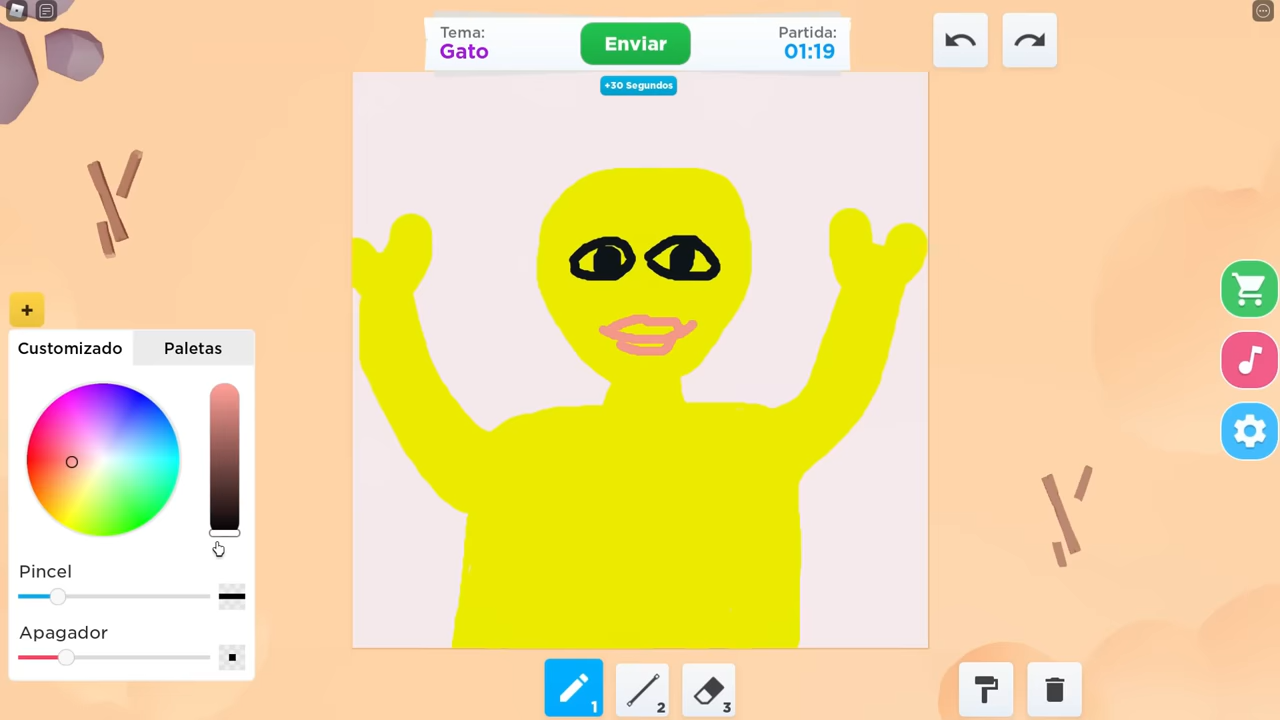 Tema:
Gato
Enviar
Partida:
01:19
+30 Segundos
+
Customizado
Paletas
Pincel
Apagador
1
2
3